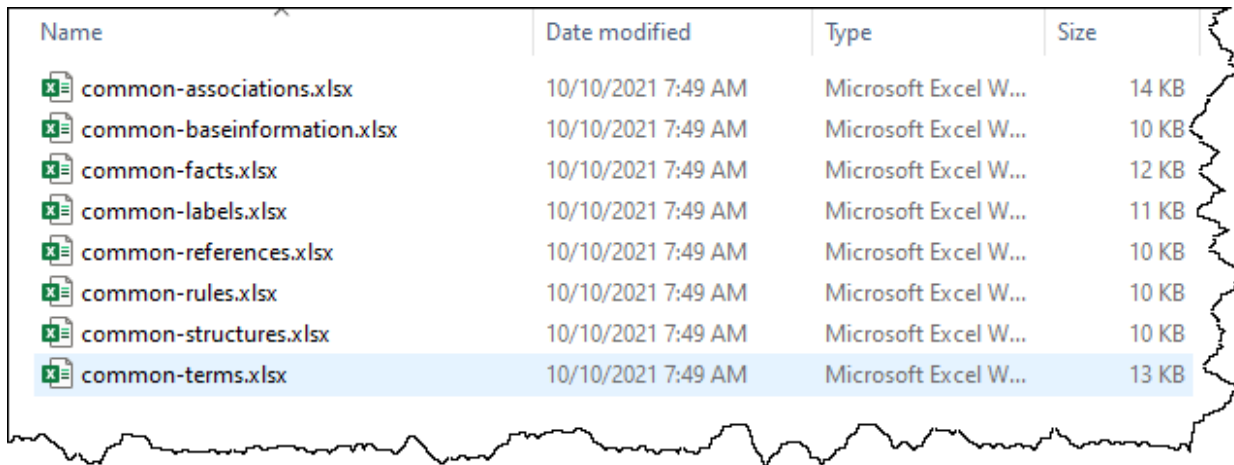 Name Date modified Type Size
common-associations.xlsx 10/10/2021 7:49 AM Microsoft Excel W... 14 KB
common-baseinformation.xlsx 10/10/2021 7:49 AM Microsoft Excel W... 10 KB
common-facts.xlsx 10/10/2021 7:49 AM Microsoft Excel W... 12 KB
common-labels.xlsx 10/10/2021 7:49 AM Microsoft Excel W... 11 KB
common-references.xlsx 10/10/2021 7:49 AM Microsoft Excel W... 10 KB
common-rules.xlsx 10/10/2021 7:49 AM Microsoft Excel W... 10 KB
common-structures.xlsx 10/10/2021 7:49 AM Microsoft Excel W... 10 KB
common-terms.xlsx 10/10/2021 7:49 AM Microsoft Excel W... 13 KB